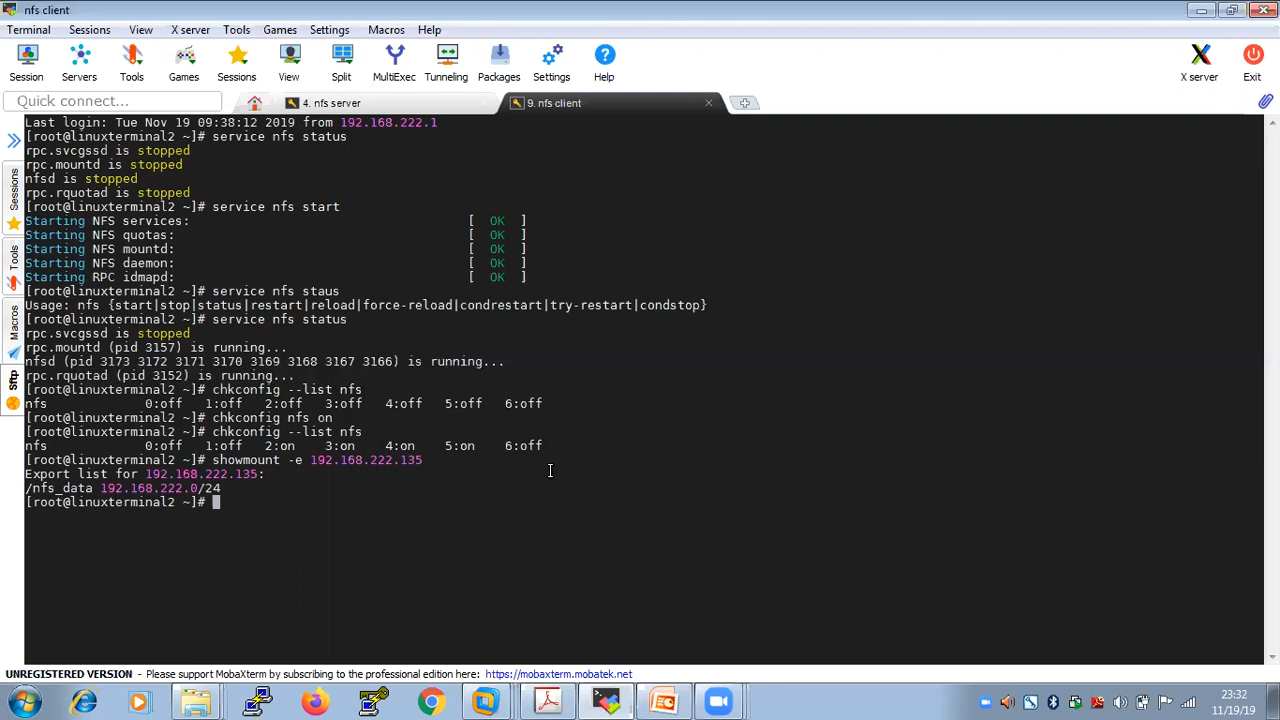 nfs client
Terminal Sessions View X server Tools Games Settings Macros Help
Session Servers Tools Games Sessions View Split MultiExec Tunneling Packages Settings Help X server Exit
Quick connect... 4. nfs server 9. nfs client
Last login: Tue Nov 19 09:38:12 2019 from 192.168.222.1
[root@linuxterminal2 ~]# service nfs status
rpc.svcgssd is stopped
rpc.mountd is stopped
nfsd is stopped
rpc.rquotad is stopped
[root@linuxterminal2 ~]# service nfs start
Starting NFS services: [ OK ]
Starting NFS quotas: [ OK ]
Starting NFS mountd: [ OK ]
Starting NFS daemon: [ OK ]
Starting RPC idmapd: [ OK ]
[root@linuxterminal2 ~]# service nfs staus
Usage: nfs {start|stop|status|restart|reload|force-reload|condrestart|try-restart|condstop}
[root@linuxterminal2 ~]# service nfs status
rpc.svcgssd is stopped
rpc.mountd (pid 3157) is running...
nfsd (pid 3173 3172 3171 3170 3169 3168 3167 3166) is running...
rpc.rquotad (pid 3152) is running...
[root@linuxterminal2 ~]# chkconfig --list nfs
nfs 0:off 1:off 2:off 3:off 4:off 5:off 6:off
[root@linuxterminal2 ~]# chkconfig nfs on
[root@linuxterminal2 ~]# chkconfig --list nfs
nfs 0:off 1:off 2:on 3:on 4:on 5:on 6:off
[root@linuxterminal2 ~]# showmount -e 192.168.222.135
Export list for 192.168.222.135:
/nfs_data 192.168.222.0/24
[root@linuxterminal2 ~]#
Sessions
Tools
Macros
Sftp
UNREGISTERED VERSION - Please support MobaXterm by subscribing to the professional edition here: https://mobaxterm.mobatek.net
23:32
11/19/19